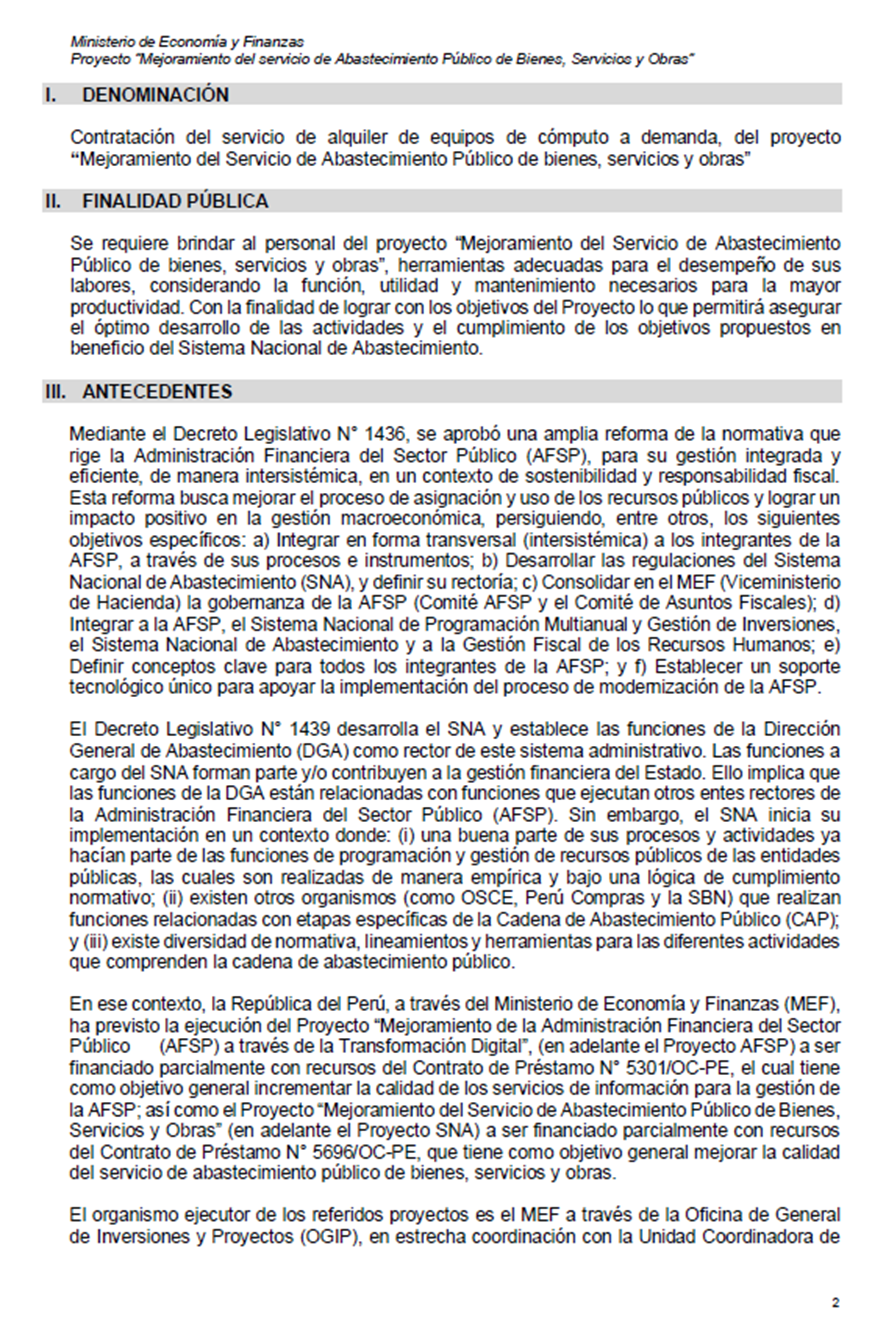 Ministerio de Economía y Finanzas
Proyecto "Mejoramiento del servicio de Abastecimiento Público de Bienes, Servicios y Obras"
I. DENOMINACIÓN
Contratación del servicio de alquiler de equipos de cómputo a demanda, del proyecto
“Mejoramiento del Servicio de Abastecimiento Público de bienes, servicios y obras”
II. FINALIDAD PÚBLICA
Se requiere brindar al personal del proyecto “Mejoramiento del Servicio de Abastecimiento
Público de bienes, servicios y obras”, herramientas adecuadas para el desempeño de sus
labores, considerando la función, utilidad y mantenimiento necesarios para la mayor
productividad. Con la finalidad de lograr con los objetivos del Proyecto lo que permitirá asegurar
el óptimo desarrollo de las actividades y el cumplimiento de los objetivos propuestos en
beneficio del Sistema Nacional de Abastecimiento.
III. ANTECEDENTES
Mediante el Decreto Legislativo N° 1436, se aprobó una amplia reforma de la normativa que
rige la Administración Financiera del Sector Público (AFSP), para su gestión integrada y
eficiente, de manera intersistémica, en un contexto de sostenibilidad y responsabilidad fiscal.
Esta reforma busca mejorar el proceso de asignación y uso de los recursos públicos y lograr un
impacto positivo en la gestión macroeconómica, persiguiendo, entre otros, los siguientes
objetivos específicos: a) Integrar en forma transversal (intersistémica) a los integrantes de la
AFSP, a través de sus procesos e instrumentos; b) Desarrollar las regulaciones del Sistema
Nacional de Abastecimiento (SNA), y definir su rectoría; c) Consolidar en el MEF (Viceministerio
de Hacienda) la gobernanza de la AFSP (Comité AFSP y el Comité de Asuntos Fiscales); d)
Integrar a la AFSP, el Sistema Nacional de Programación Multianual y Gestión de Inversiones,
el Sistema Nacional de Abastecimiento y a la Gestión Fiscal de los Recursos Humanos; e)
Definir conceptos clave para todos los integrantes de la AFSP; y f) Establecer un soporte
tecnológico único para apoyar la implementación del proceso de modernización de la AFSP.
El Decreto Legislativo N° 1439 desarrolla el SNA y establece las funciones de la Dirección
General de Abastecimiento (DGA) como rector de este sistema administrativo. Las funciones a
cargo del SNA forman parte y/o contribuyen a la gestión financiera del Estado. Ello implica que
las funciones de la DGA están relacionadas con funciones que ejecutan otros entes rectores de
la Administración Financiera del Sector Público (AFSP). Sin embargo, el SNA inicia su
implementación en un contexto donde: (i) una buena parte de sus procesos y actividades ya
hacían parte de las funciones de programación y gestión de recursos públicos de las entidades
públicas, las cuales son realizadas de manera empírica y bajo una lógica de cumplimiento
normativo; (ii) existen otros organismos (como OSCE, Perú Compras y la SBN) que realizan
funciones relacionadas con etapas específicas de la Cadena de Abastecimiento Público (CAP);
y (iii) existe diversidad de normativa, lineamientos y herramientas para las diferentes actividades
que comprenden la cadena de abastecimiento público.
En ese contexto, la República del Perú, a través del Ministerio de Economía y Finanzas (MEF),
ha previsto la ejecución del Proyecto “Mejoramiento de la Administración Financiera del Sector
Público (AFSP) a través de la Transformación Digital”, (en adelante el Proyecto AFSP) a ser
financiado parcialmente con recursos del Contrato de Préstamo N° 5301/OC-PE, el cual tiene
como objetivo general incrementar la calidad de los servicios de información para la gestión de
la AFSP; así como el Proyecto “Mejoramiento del Servicio de Abastecimiento Público de Bienes,
Servicios y Obras” (en adelante el Proyecto SNA) a ser financiado parcialmente con recursos
del Contrato de Préstamo N° 5696/OC-PE, que tiene como objetivo general mejorar la calidad
del servicio de abastecimiento público de bienes, servicios y obras.
El organismo ejecutor de los referidos proyectos es el MEF a través de la Oficina de General
de Inversiones y Proyectos (OGIP), en estrecha coordinación con la Unidad Coordinadora de
2